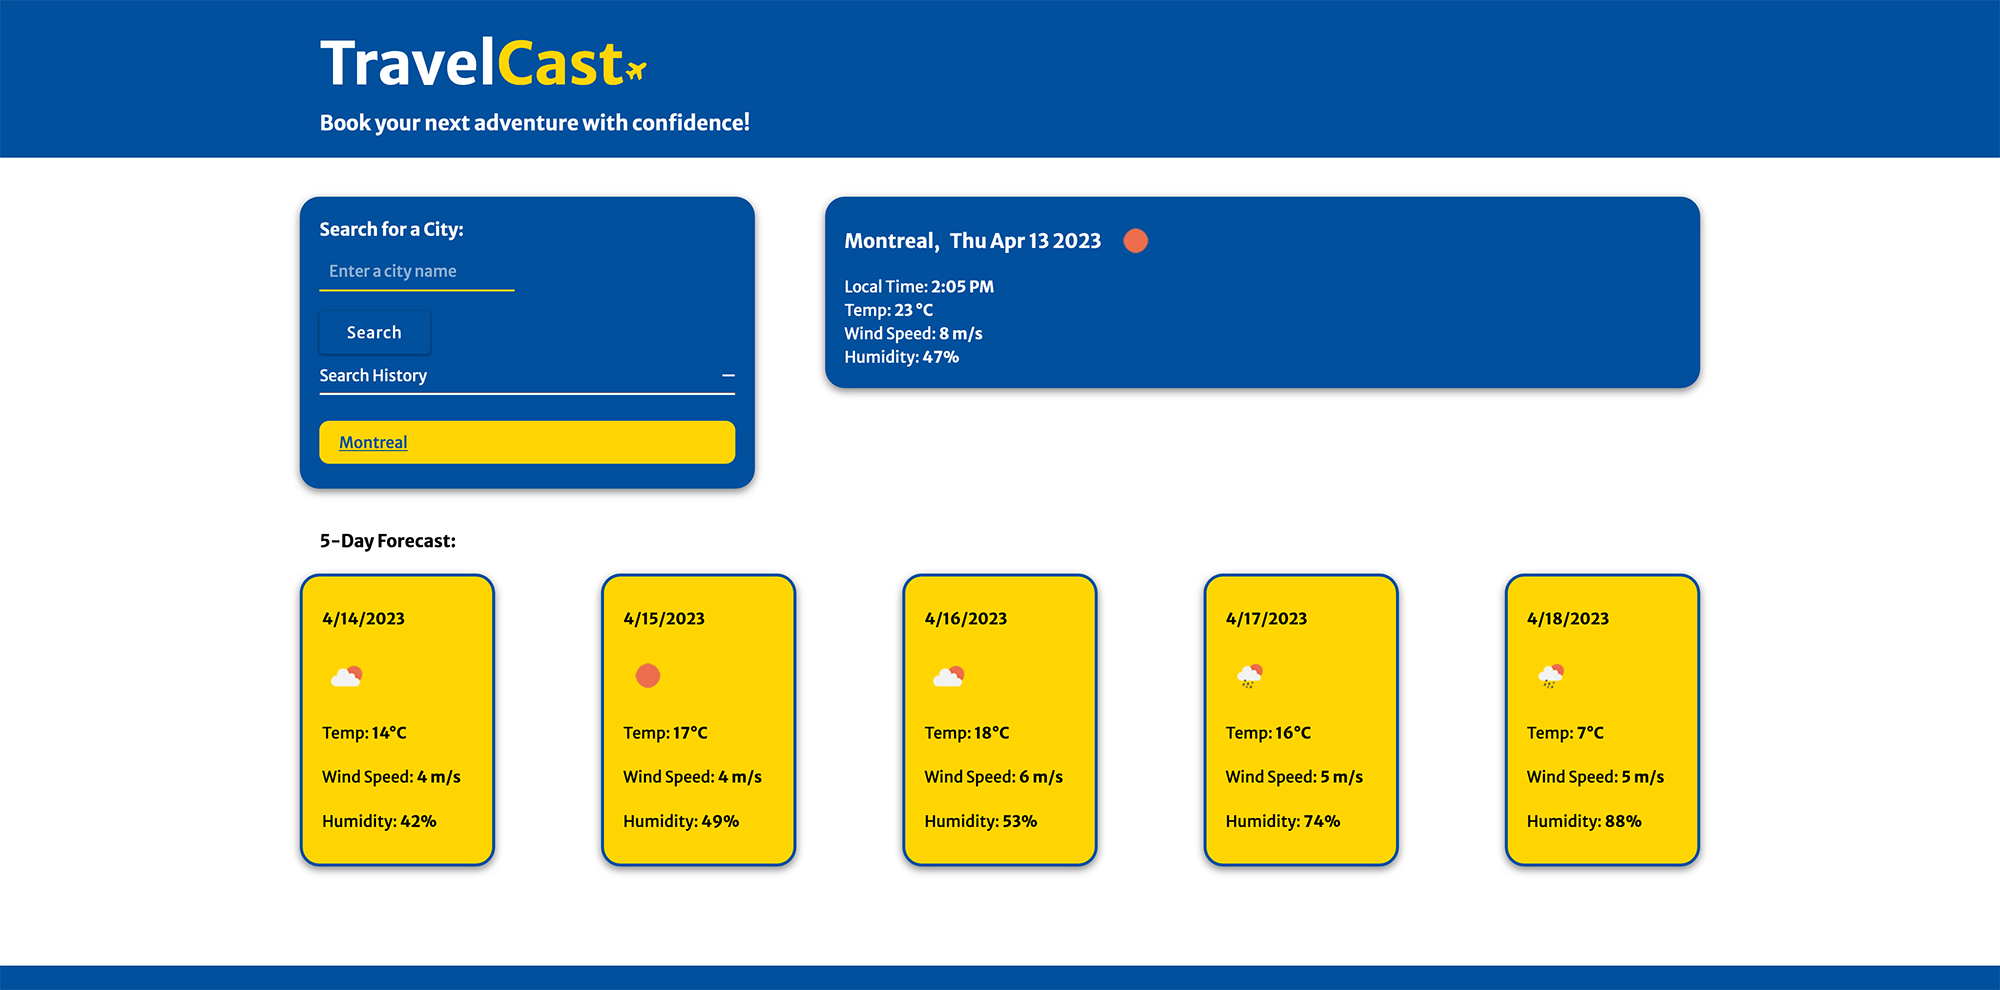 TravelCast
Book your next adventure with confidence!
Search for a City:
Enter a city name
Search
Search History
Montreal
Montreal, Thu Apr 13 2023
Local Time: 2:05 PM
Temp: 23 °C
Wind Speed: 8 m/s
Humidity: 47%
5-Day Forecast:
4/14/2023
Temp: 14°C
Wind Speed: 4 m/s
Humidity: 42%
4/15/2023
Temp: 17°C
Wind Speed: 4 m/s
Humidity: 49%
4/16/2023
Temp: 18°C
Wind Speed: 6 m/s
Humidity: 53%
4/17/2023
Temp: 16°C
Wind Speed: 5 m/s
Humidity: 74%
4/18/2023
Temp: 7°C
Wind Speed: 5 m/s
Humidity: 88%